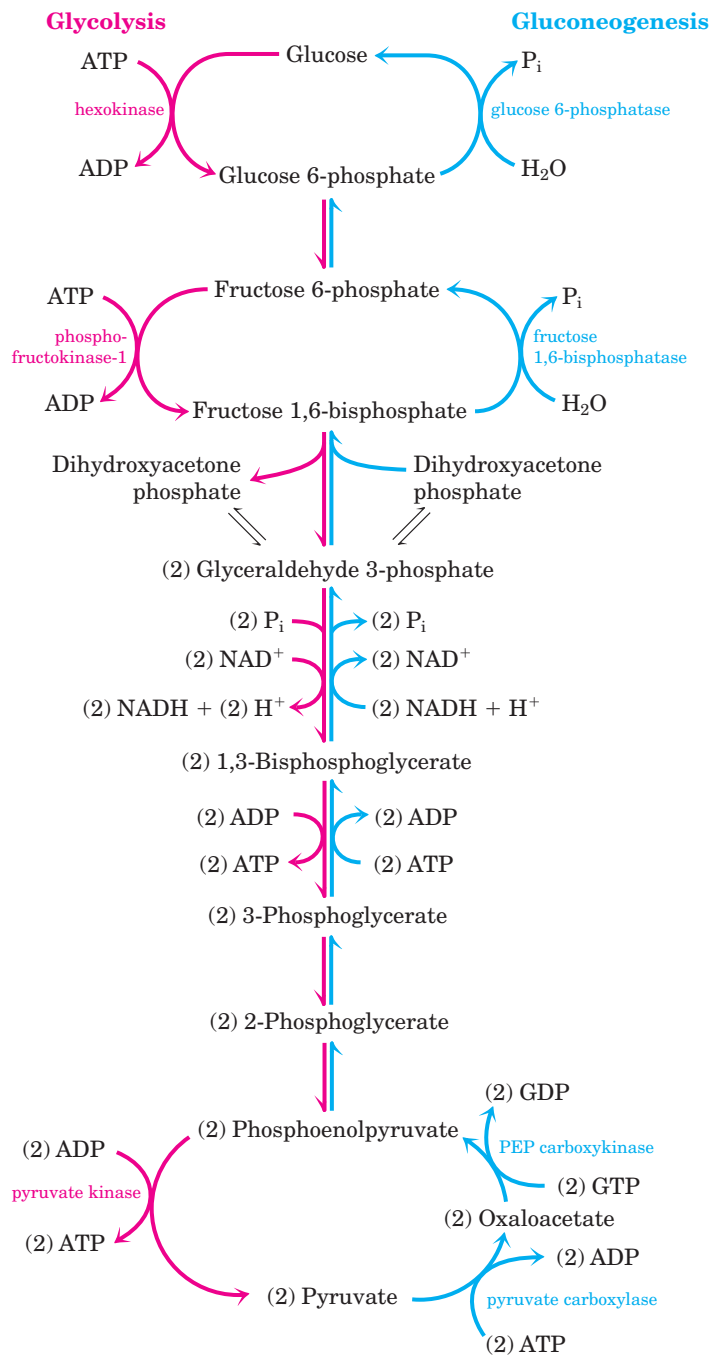 Glycolysis
Gluconeogenesis
ATP
Glucose
Pi
hexokinase
glucose 6-phosphatase
ADP
Glucose 6-phosphate
H2O
ATP
Fructose 6-phosphate
Pi
phospho-
fructokinase-1
fructose
1,6-bisphosphatase
ADP
Fructose 1,6-bisphosphate
H2O
Dihydroxyacetone
phosphate
Dihydroxyacetone
phosphate
(2) Glyceraldehyde 3-phosphate
(2) Pi
(2) Pi
(2) NAD+
(2) NAD+
(2) NADH + (2) H+
(2) NADH + H+
(2) 1,3-Bisphosphoglycerate
(2) ADP
(2) ADP
(2) ATP
(2) ATP
(2) 3-Phosphoglycerate
(2) 2-Phosphoglycerate
(2) GDP
(2) Phosphoenolpyruvate
(2) ADP
PEP carboxykinase
pyruvate kinase
(2) GTP
(2) Oxaloacetate
(2) ATP
(2) ADP
(2) Pyruvate
pyruvate carboxylase
(2) ATP